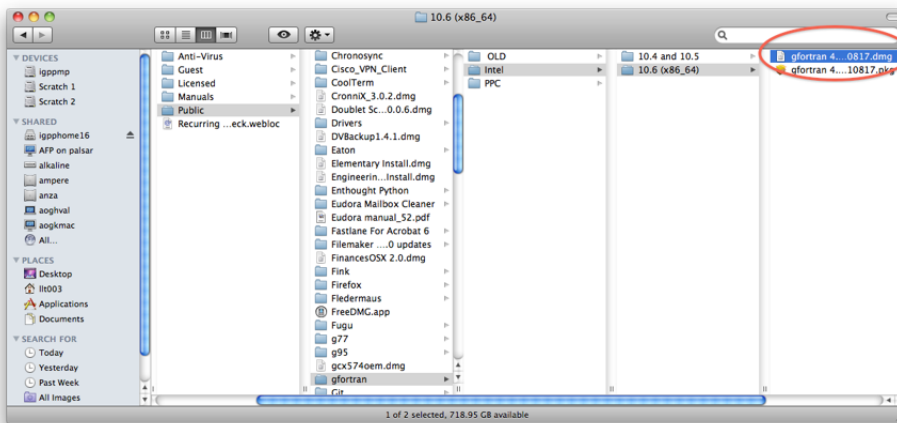 10.6 (x86_64)
DEVICES
igppmp
Scratch 1
Scratch 2
SHARED
igpphome16
AFP on palsar
alkaline
ampere
anza
aoghval
aogkmac
All...
PLACES
Desktop
llt003
Applications
Documents
SEARCH FOR
Today
Yesterday
Past Week
All Images
Anti-Virus
Guest
Licensed
Manuals
Public
Recurring ...eck.webloc
Chronosync
Cisco_VPN_Client
CoolTerm
CronniX_3.0.2.dmg
Doublet Sc...0.0.6.dmg
Drivers
DVBackup1.4.1.dmg
Eaton
Elementary Install.dmg
Engineerin...Install.dmg
Enthought Python
Eudora Mailbox Cleaner
Eudora manual_52.pdf
Fastlane For Acrobat 6
Filemaker ....0 updates
FinancesOSX 2.0.dmg
Fink
Firefox
Fledermaus
FreeDMG.app
Fugu
g77
g95
gcx574oem.dmg
gfortran
Git
OLD
Intel
PPC
10.4 and 10.5
10.6 (x86_64)
gfortran 4....0817.dmg
gfortran 4....10817.pkg
1 of 2 selected, 718.95 GB available